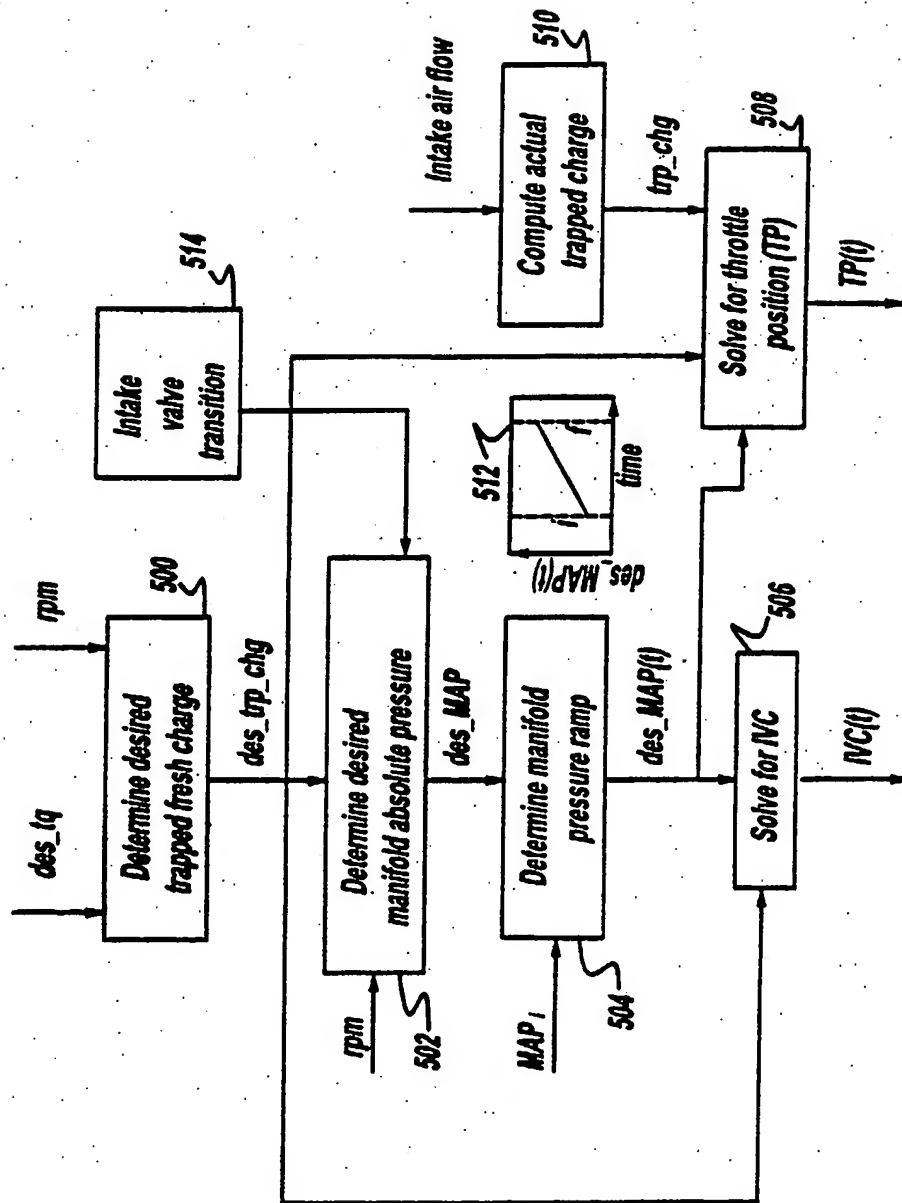 des_tq
rpm
500
Determine desired
trapped fresh charge
des_trp_chg
514
Intake
valve
transition
rpm
502
Determine desired
manifold absolute pressure
des_MAP
MAP i
504
Determine manifold
pressure ramp
des_MAP(t)
512
des_MAP(t)
i
f
time
506
Solve for IVC
IVC(t)
Intake air flow
510
Compute actual
trapped charge
trp_chg
508
Solve for throttle
position (TP)
TP(t)